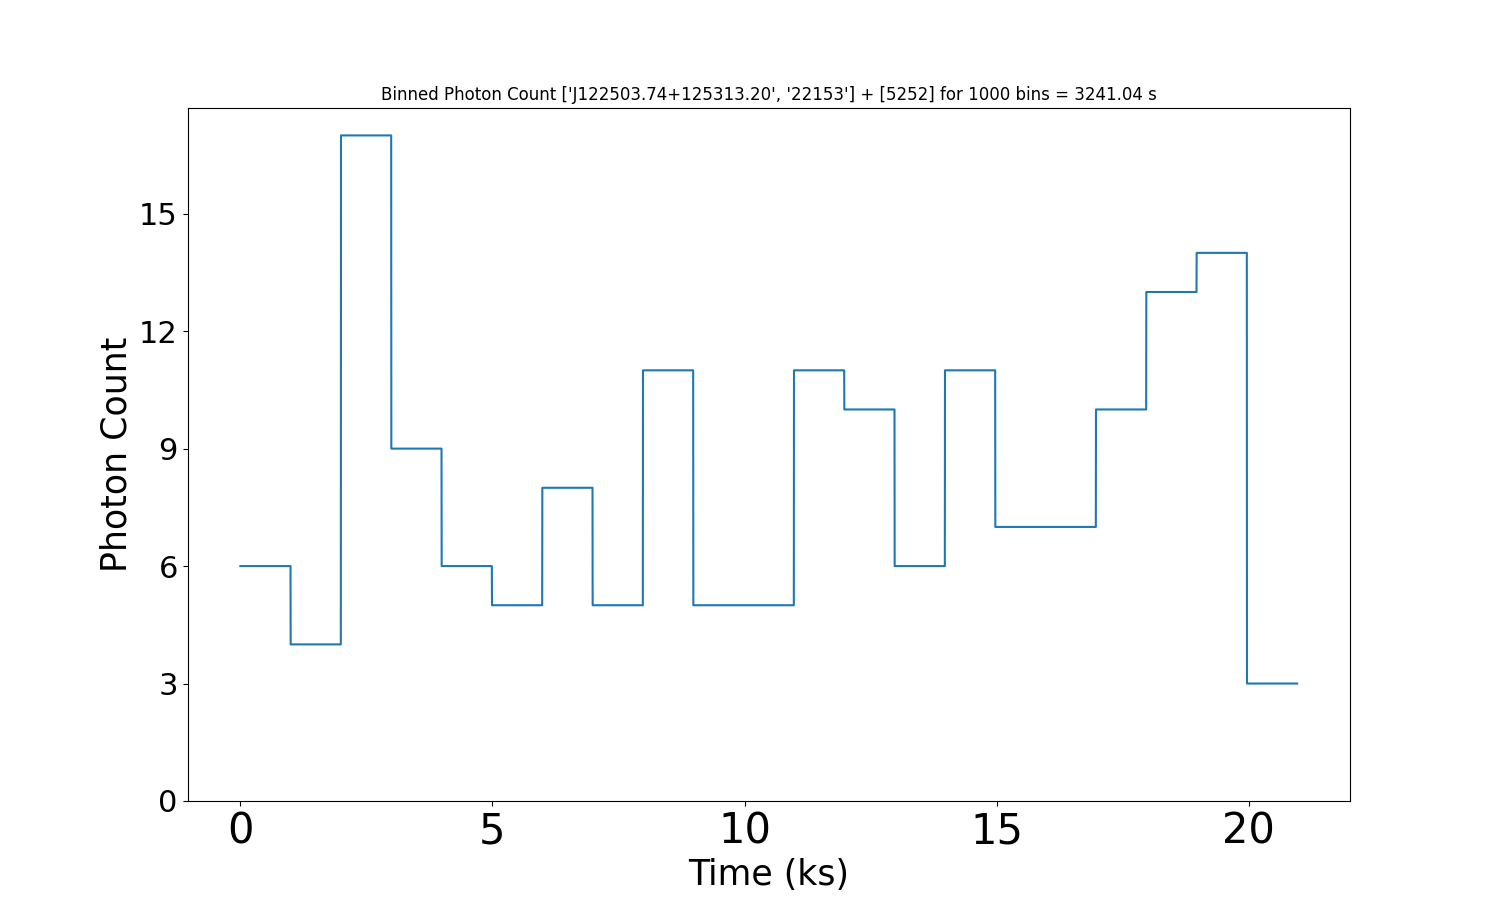 Binned Photon Count ['J122503.74+125313.20', '22153'] + [5252] for 1000 bins = 3241.04 s
15
12
9
6
3
0
Photon Count
0 5 10 15 20
Time (ks)